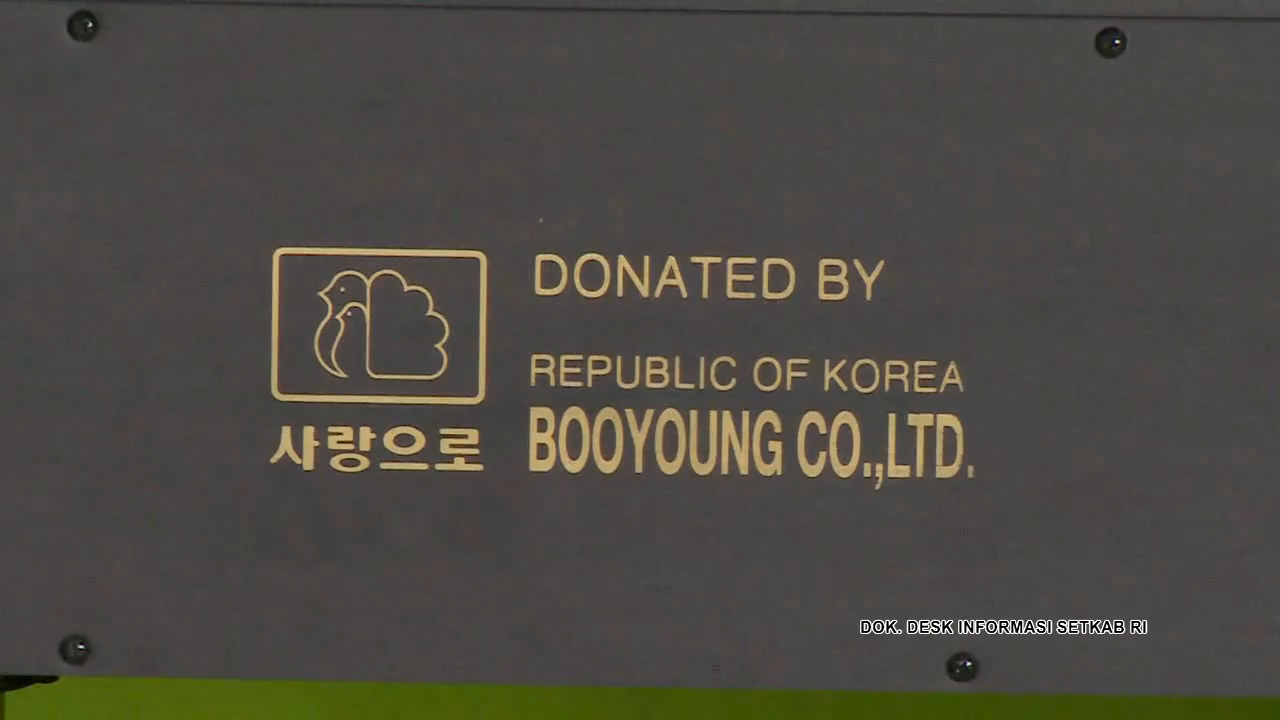 DONATED BY
REPUBLIC OF KOREA
사랑으로 BOOYOUNG CO.,LTD.
DOK. DESK INFORMASI SETKAB RI